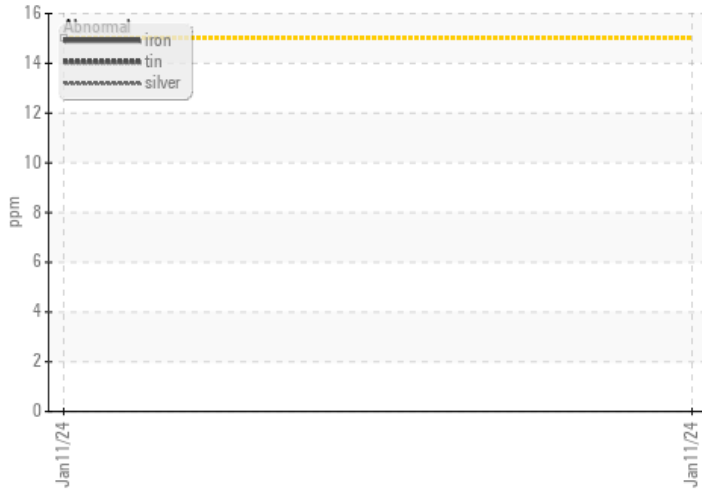 16
Abnormal
iron
tin
silver
14
12
10
8
6
4
2
0
ppm
Jan11/24
Jan11/24